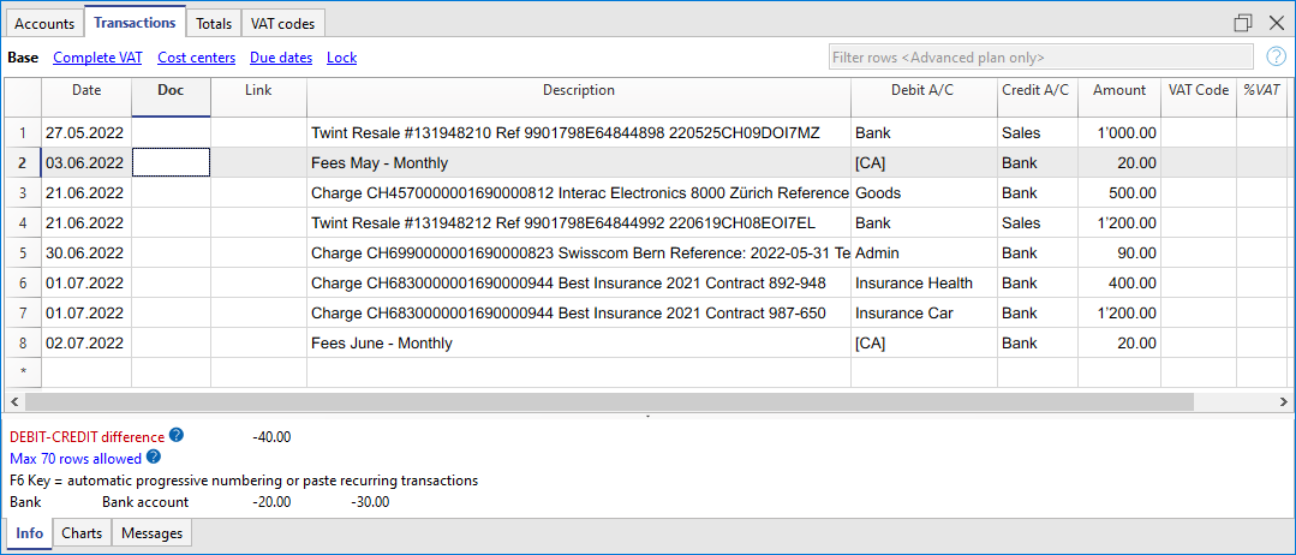 Accounts Transactions Totals VAT codes
Base Complete VAT Cost centers Due dates Lock Filter rows <Advanced plan only> ?
Date Doc Link Description Debit A/C Credit A/C Amount VAT Code %VAT
1 27.05.2022 Twint Resale #131948210 Ref 9901798E64844898 220525CH09DOI7MZ Bank Sales 1'000.00
2 03.06.2022 Fees May - Monthly [CA] Bank 20.00
3 21.06.2022 Charge CH4570000001690000812 Interac Electronics 8000 Zürich Reference Goods Bank 500.00
4 21.06.2022 Twint Resale #131948212 Ref 9901798E64844992 220619CH08EOI7EL Bank Sales 1'200.00
5 30.06.2022 Charge CH6990000001690000823 Swisscom Bern Reference: 2022-05-31 Te Admin Bank 90.00
6 01.07.2022 Charge CH6830000001690000944 Best Insurance 2021 Contract 892-948 Insurance Health Bank 400.00
7 01.07.2022 Charge CH6830000001690000944 Best Insurance 2021 Contract 987-650 Insurance Car Bank 1'200.00
8 02.07.2022 Fees June - Monthly [CA] Bank 20.00
*
DEBIT-CREDIT difference ? -40.00
Max 70 rows allowed ?
F6 Key = automatic progressive numbering or paste recurring transactions
Bank Bank account -20.00 -30.00
Info Charts Messages